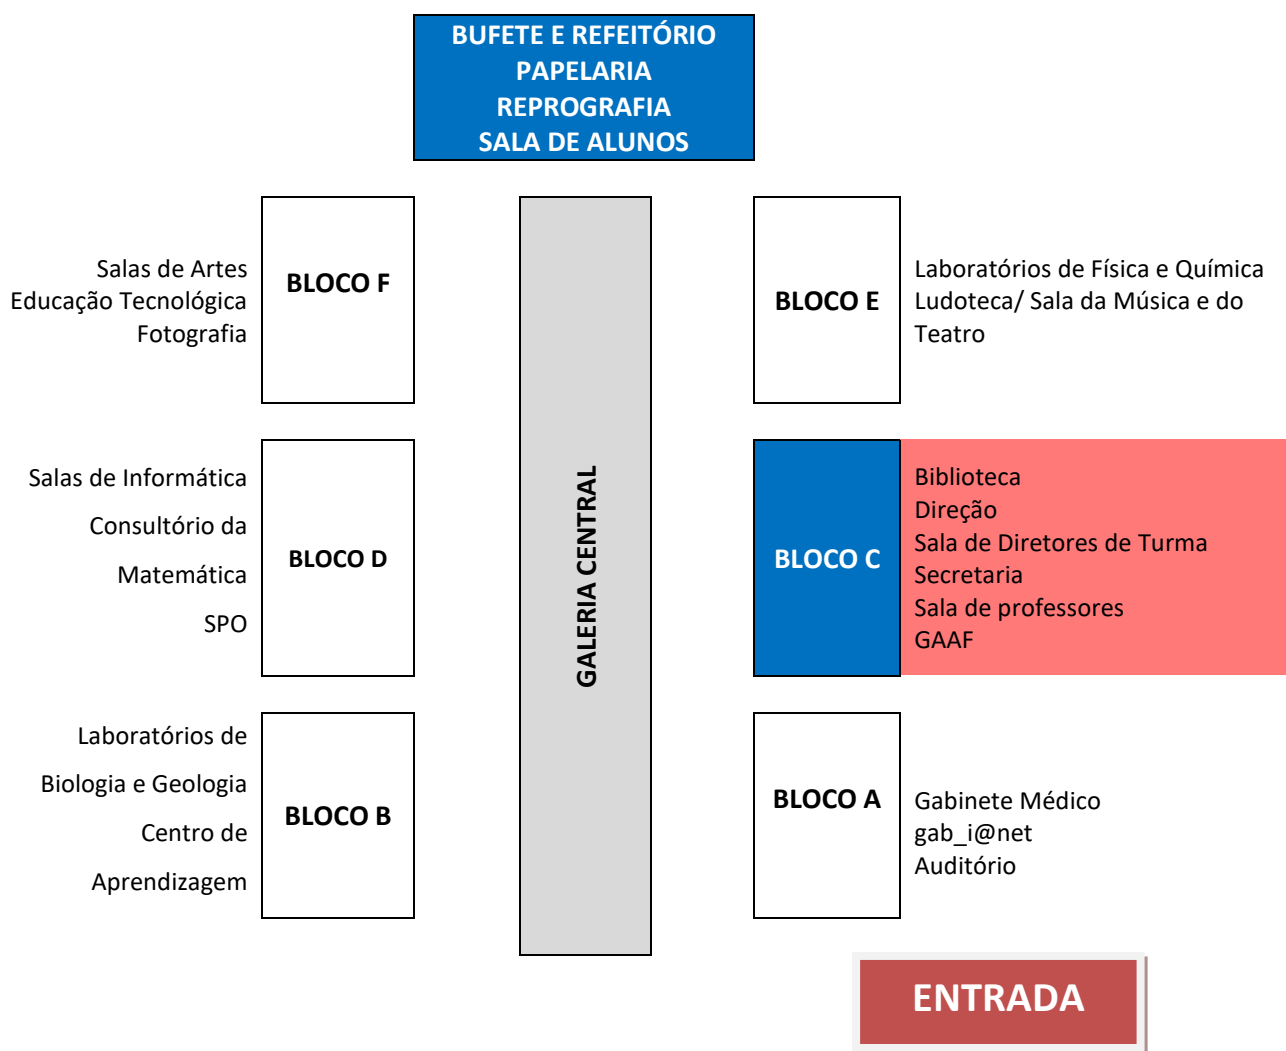 BUFETE E REFEITÓRIO
PAPELARIA
REPROGRAFIA
SALA DE ALUNOS
Salas de Artes
Educação Tecnológica
Fotografia
BLOCO F
BLOCO E
Laboratórios de Física e Química
Ludoteca/ Sala da Música e do
Teatro
Salas de Informática
Consultório da
Matemática
SPO
BLOCO D
GALERIA CENTRAL
BLOCO C
Biblioteca
Direção
Sala de Diretores de Turma
Secretaria
Sala de professores
GAAF
Laboratórios de
Biologia e Geologia
Centro de
Aprendizagem
BLOCO B
BLOCO A
Gabinete Médico
gab_i@net
Auditório
ENTRADA